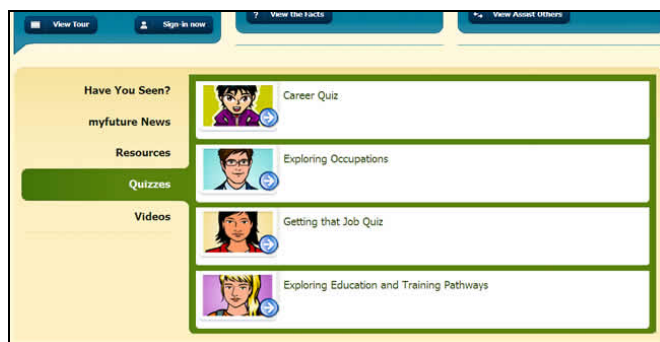 View Tour
Sign-in now
? View the Facts
View Assist Others
Have You Seen?
myfuture News
Resources
Quizzes
Videos
Career Quiz
Exploring Occupations
Getting that Job Quiz
Exploring Education and Training Pathways